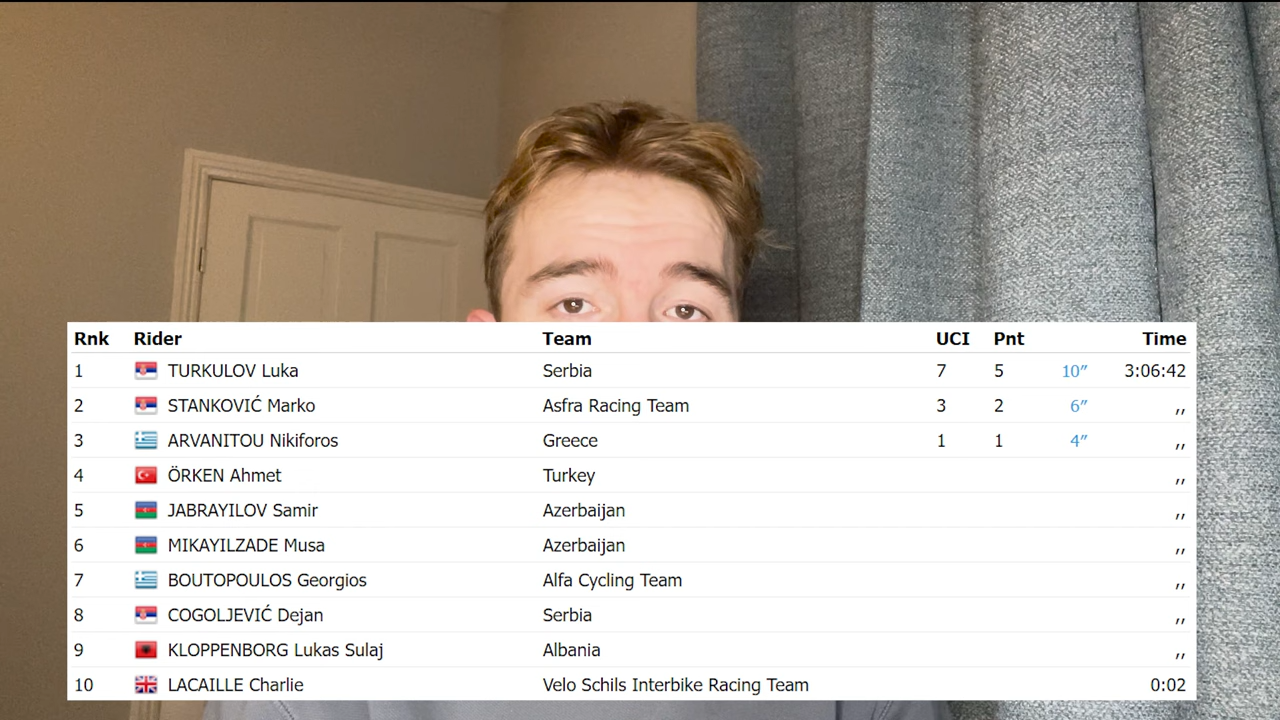 Rnk Rider Team UCI Pnt Time
1 TURKULOV Luka Serbia 7 5 10″ 3:06:42
2 STANKOVIĆ Marko Asfra Racing Team 3 2 6″ ,,
3 ARVANITOU Nikiforos Greece 1 1 4″ ,,
4 ÖRKEN Ahmet Turkey ,,
5 JABRAYILOV Samir Azerbaijan ,,
6 MIKAYILZADE Musa Azerbaijan ,,
7 BOUTOPOULOS Georgios Alfa Cycling Team ,,
8 COGOLJEVIĆ Dejan Serbia ,,
9 KLOPPENBORG Lukas Sulaj Albania ,,
10 LACAILLE Charlie Velo Schils Interbike Racing Team 0:02